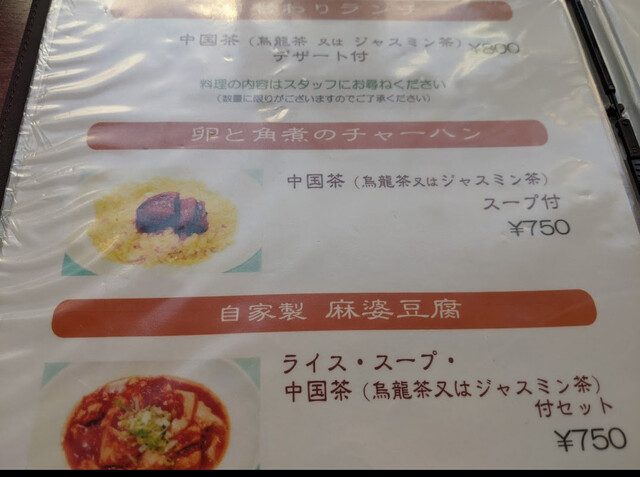 わりランチ
中国茶（烏龍茶 又は ジャスミン茶）
デザート付
料理の内容はスタッフにお尋ねください
（数量に限りがございますのでご了承ください）
卵と角煮のチャーハン
中国茶（烏龍茶又はジャスミン茶）
スープ付
¥750
自家製 麻婆豆腐
ライス・スープ・
中国茶（烏龍茶又はジャスミン茶）
付セット
¥750